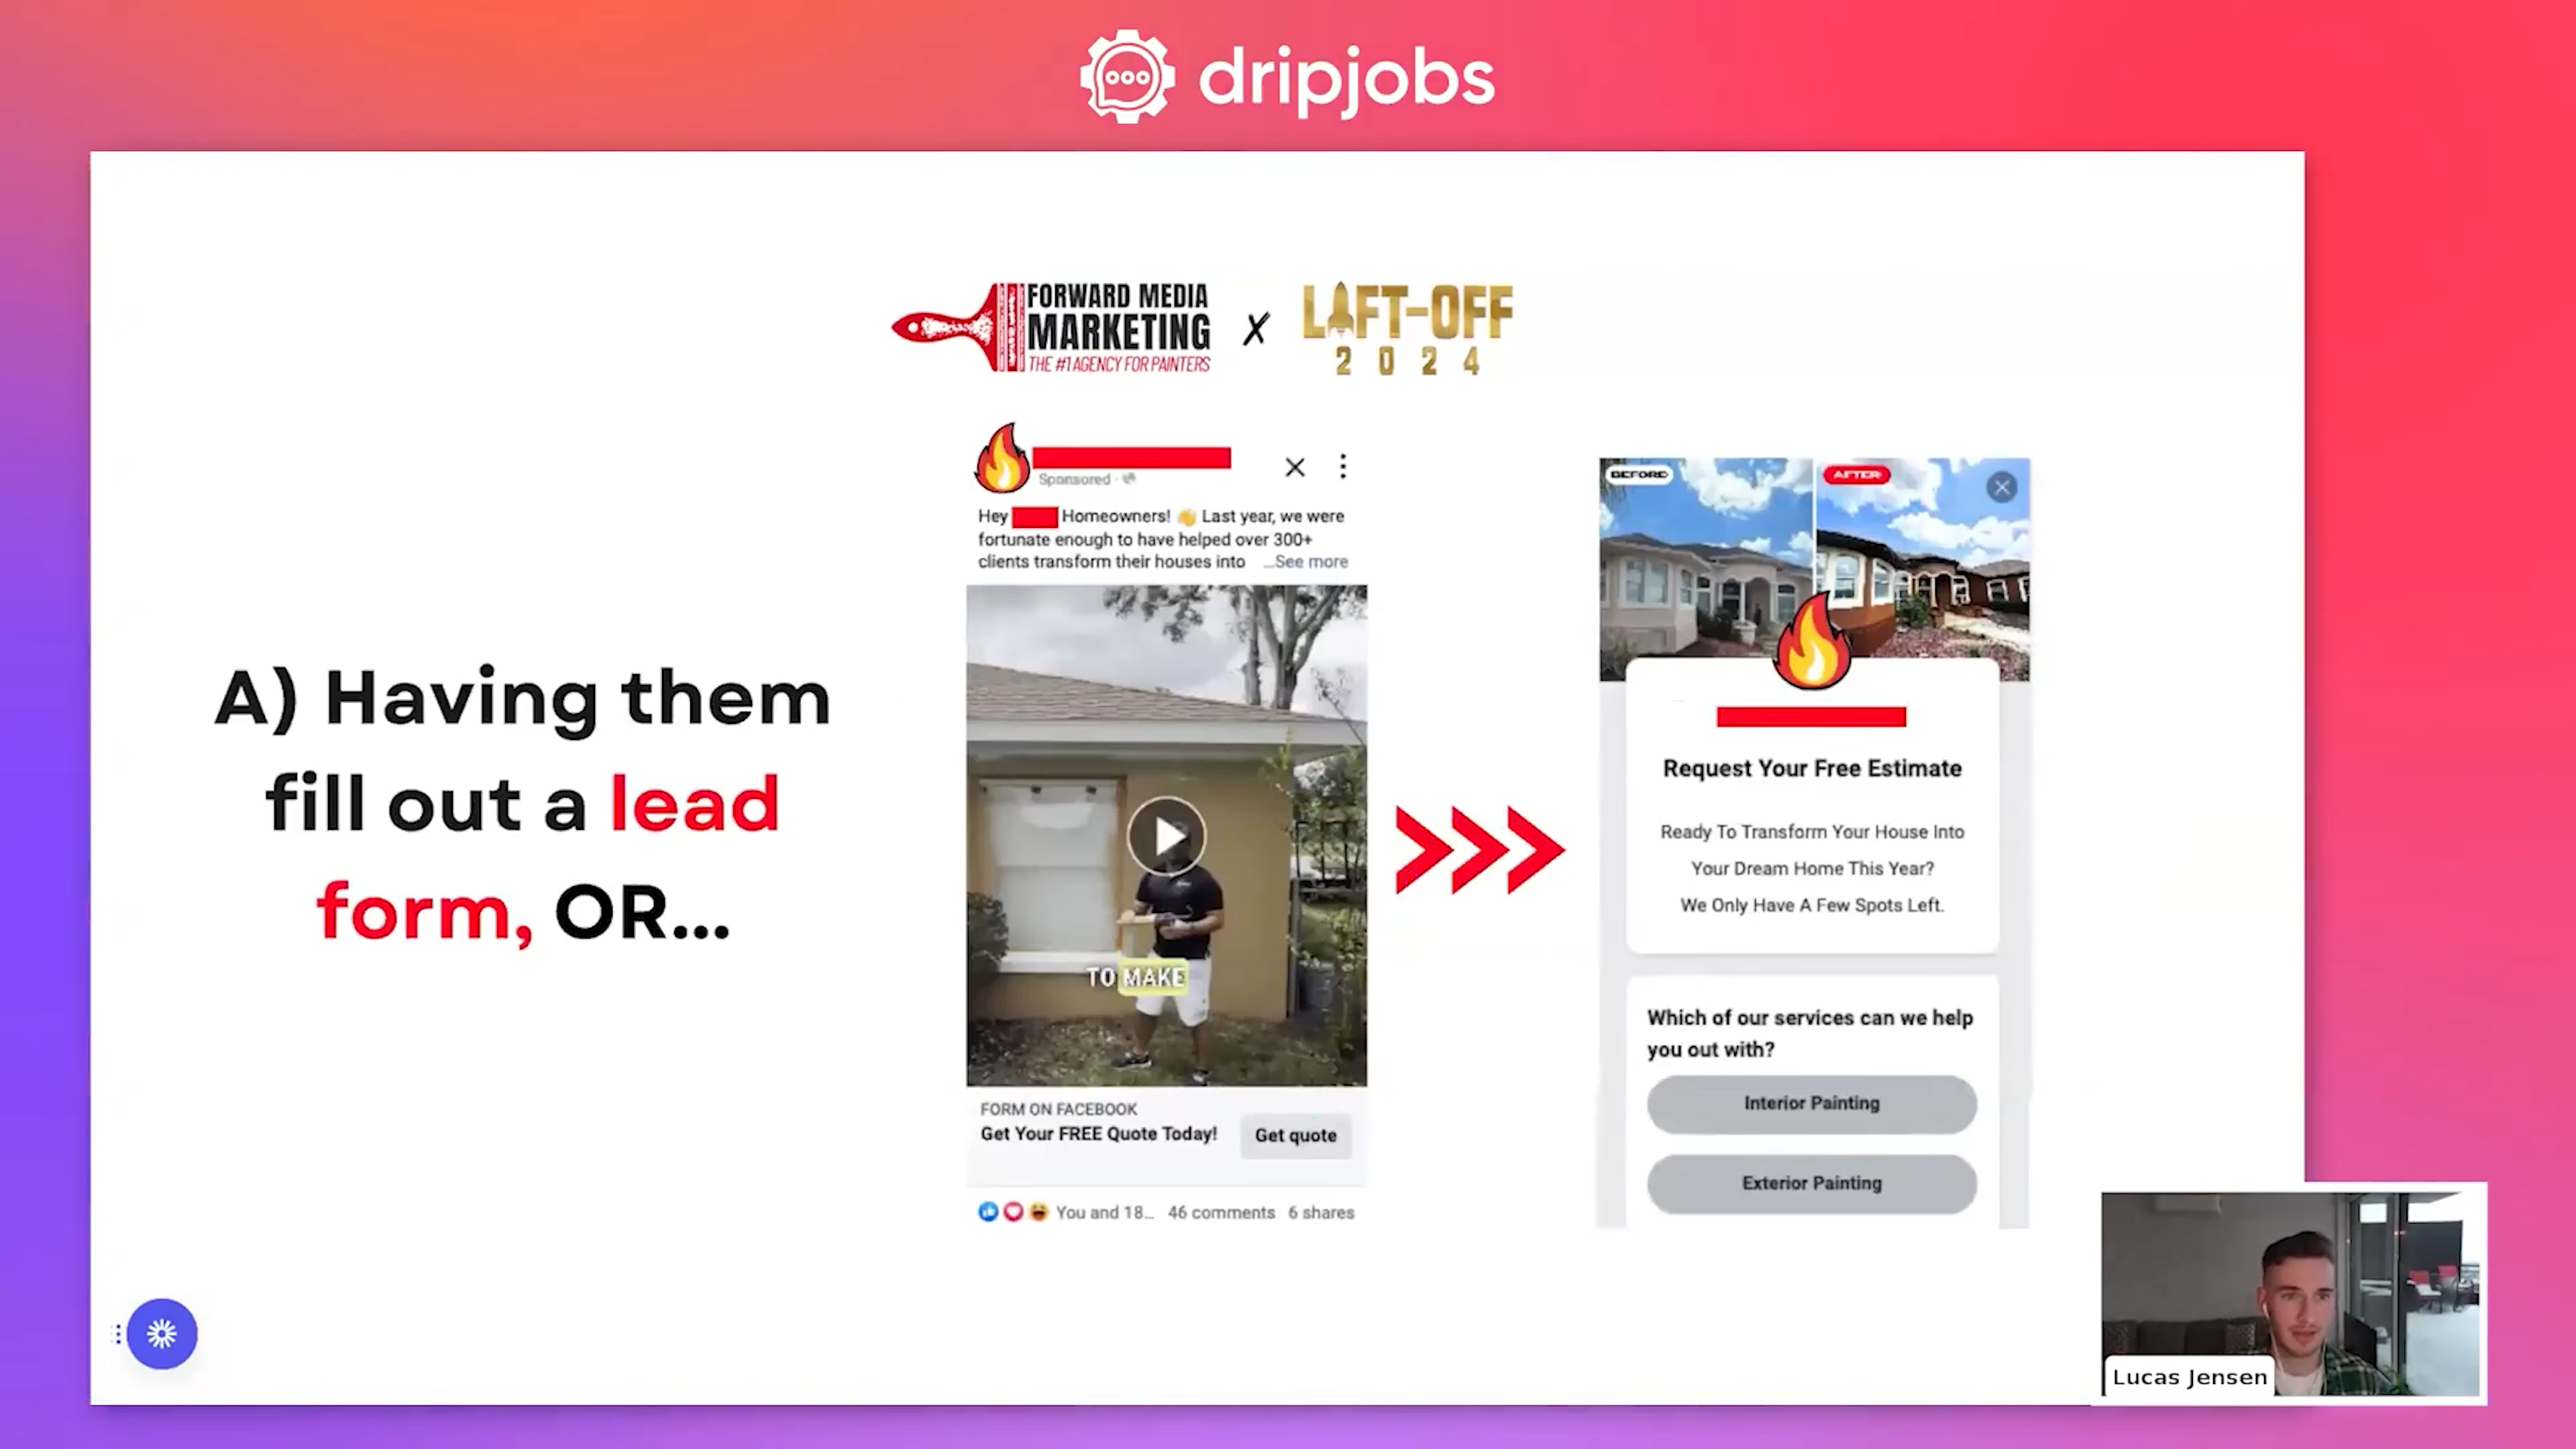 dripjobs
FORWARD MEDIA
MARKETING
THE #1 AGENCY FOR PAINTERS
X
LIFT-OFF
2024
A) Having them
fill out a lead
form, OR...
Sponsored ·
Hey Homeowners! 👋 Last year, we were
fortunate enough to have helped over 300+
clients transform their houses into ...See more
TO MAKE
FORM ON FACEBOOK
Get Your FREE Quote Today!
Get quote
You and 18... 46 comments 6 shares
BEFORE
AFTER
Request Your Free Estimate
Ready To Transform Your House Into
Your Dream Home This Year?
We Only Have A Few Spots Left.
Which of our services can we help
you out with?
Interior Painting
Exterior Painting
Lucas Jensen